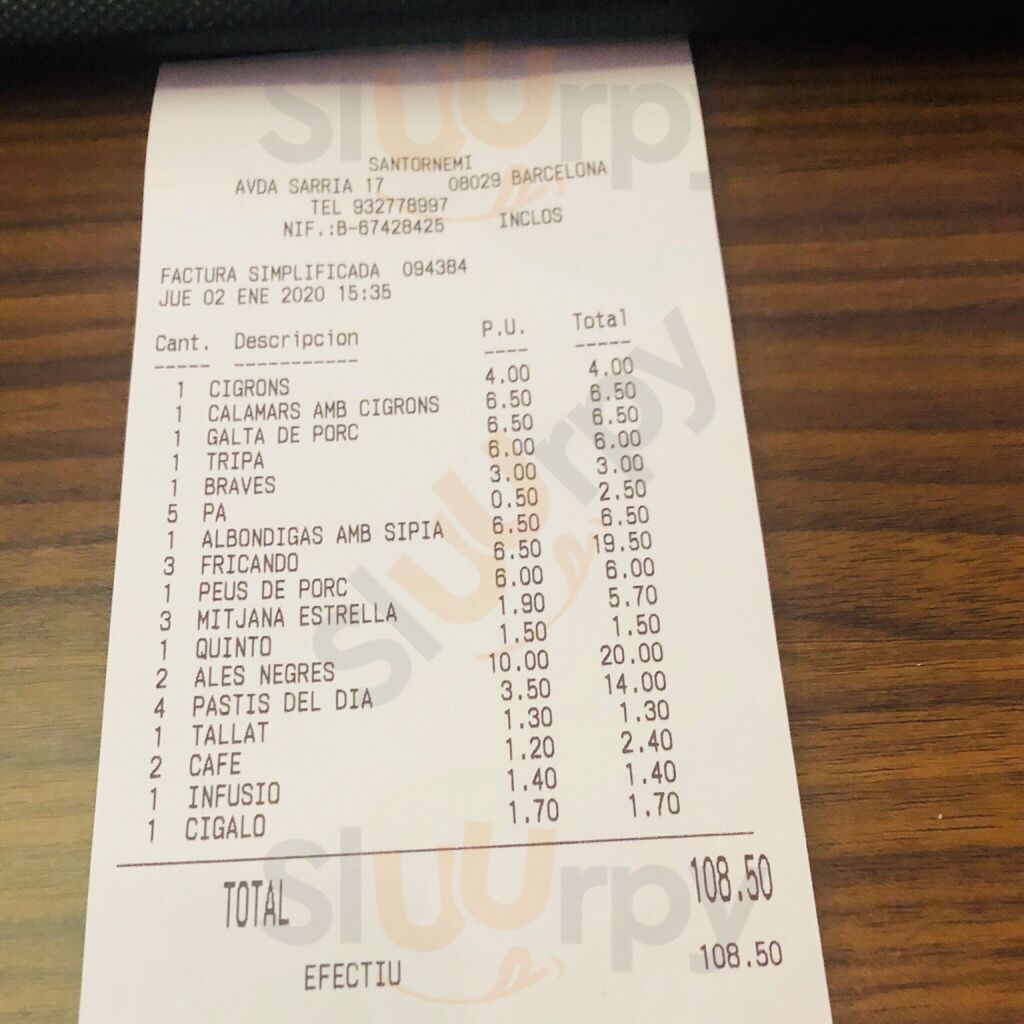 SANTORNEMI
AVDA SARRIA 17 08029 BARCELONA
TEL 932778997
NIF.:B-67428425 INCLOS
FACTURA SIMPLIFICADA 094384
JUE 02 ENE 2020 15:35
Cant. Descripcion P.U. Total
1 CIGRONS 4.00 4.00
1 CALAMARS AMB CIGRONS 6.50 6.50
1 GALTA DE PORC 6.50 6.50
1 TRIPA 6.00 6.00
1 BRAVES 3.00 3.00
5 PA 0.50 2.50
1 ALBONDIGAS AMB SIPIA 6.50 6.50
3 FRICANDO 6.50 19.50
1 PEUS DE PORC 6.00 6.00
3 MITJANA ESTRELLA 1.90 5.70
1 QUINTO 1.50 1.50
2 ALES NEGRES 10.00 20.00
4 PASTIS DEL DIA 3.50 14.00
1 TALLAT 1.30 1.30
2 CAFE 1.20 2.40
1 INFUSIO 1.40 1.40
1 CIGALO 1.70 1.70
TOTAL 108.50
EFECTIU 108.50
Sluurpy
Sluurpy
Sluurpy